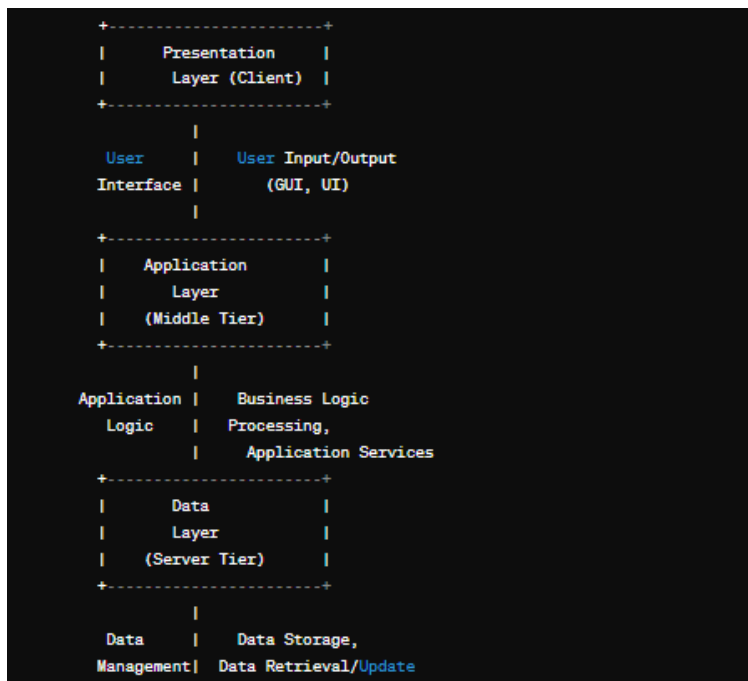 +-----------------------+
|      Presentation     |
|       Layer (Client)  |
+-----------------------+
          |
 User     |    User Input/Output
Interface |       (GUI, UI)
          |
+-----------------------+
|    Application        |
|       Layer           |
|    (Middle Tier)      |
+-----------------------+
          |
Application |    Business Logic
   Logic    |   Processing,
            |     Application Services
+-----------------------+
|       Data            |
|       Layer           |
|    (Server Tier)      |
+-----------------------+
          |
 Data     |    Data Storage,
Management|  Data Retrieval/Update